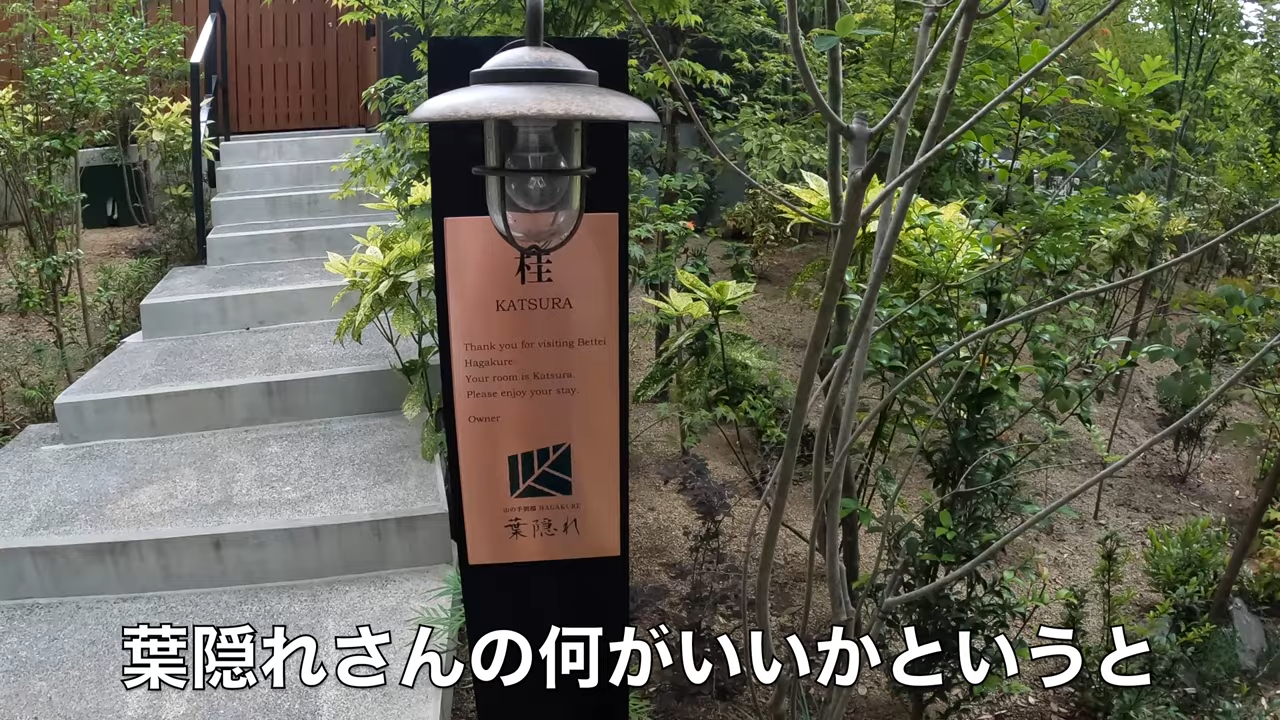 桂
KATSURA
Thank you for visiting Bettei
Hagakure
Your room is Katsura.
Please enjoy your stay.
Owner
山の手別邸 HAGAKURE
葉隠れ
葉隠れさんの何がいいかというと